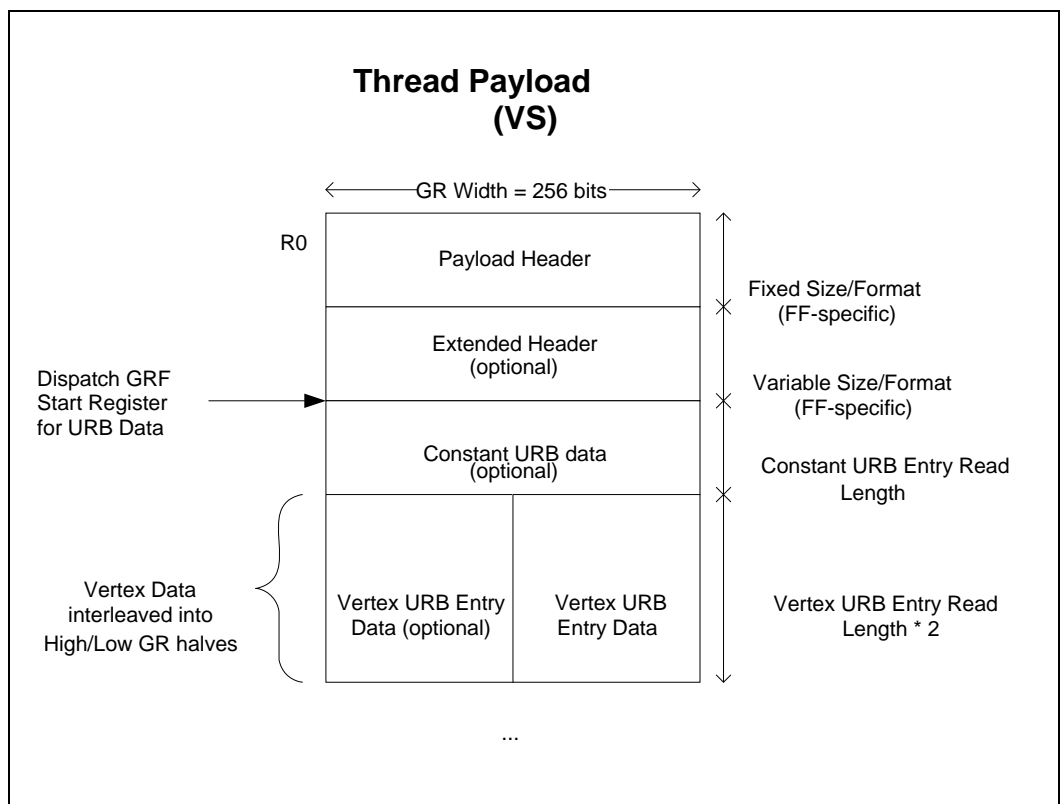 Thread Payload
(VS)
GR Width = 256 bits
R0
Payload Header
Fixed Size/Format
(FF-specific)
Extended Header
(optional)
Dispatch GRF
Start Register
for URB Data
Variable Size/Format
(FF-specific)
Constant URB data
(optional)
Constant URB Entry Read
Length
Vertex Data
interleaved into
High/Low GR halves
Vertex URB Entry
Data (optional)
Vertex URB
Entry Data
Vertex URB Entry Read
Length * 2
...